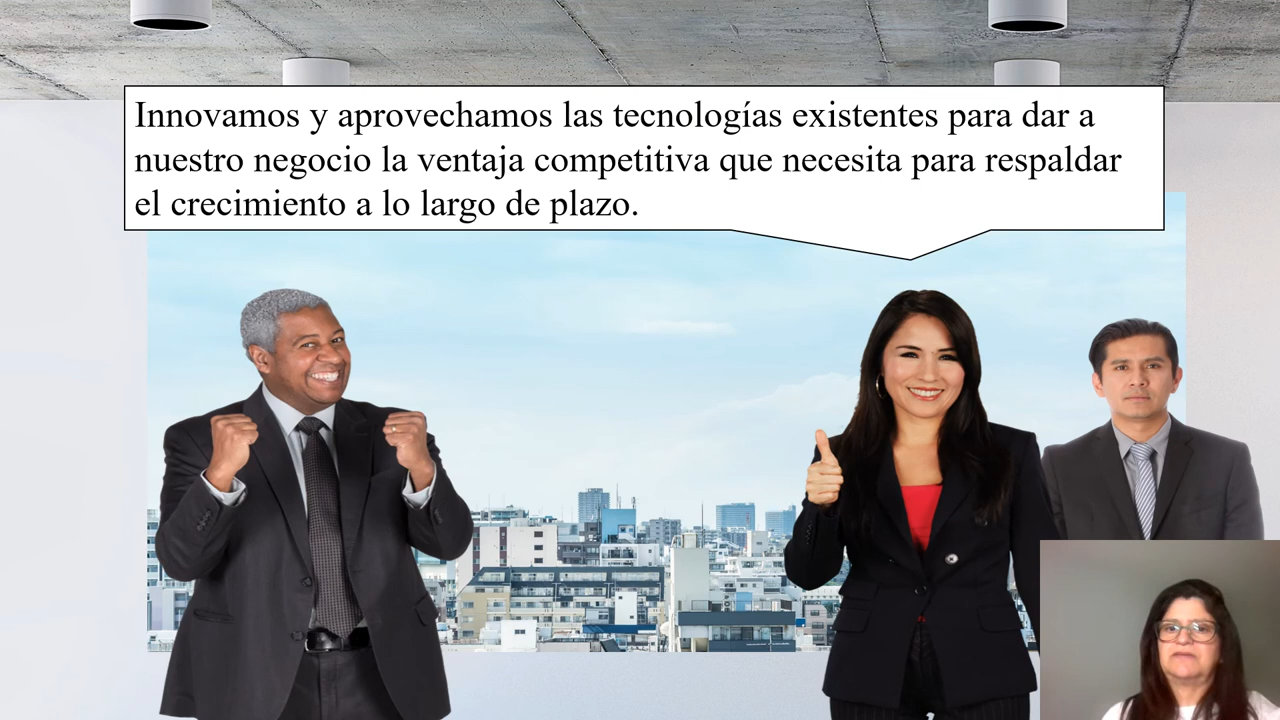 Innovamos y aprovechamos las tecnologías existentes para dar a
nuestro negocio la ventaja competitiva que necesita para respaldar
el crecimiento a lo largo de plazo.